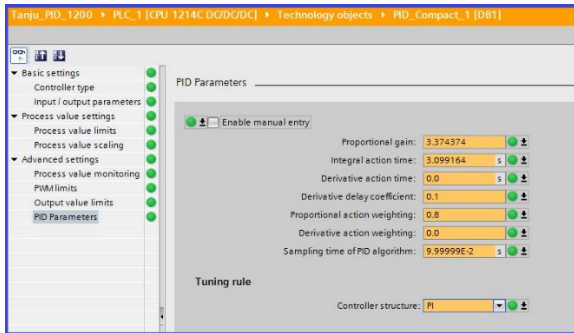 Tanju_PID_1200 ▸ PLC_1 [CPU 1214C DC/DC/DC] ▸ Technology objects ▸ PID_Compact_1 [DB1]
Basic settings
Controller type
Input / output parameters
Process value settings
Process value limits
Process value scaling
Advanced settings
Process value monitoring
PWM limits
Output value limits
PID Parameters
PID Parameters
Enable manual entry
Proportional gain: 3.374374
Integral action time: 3.099164 s
Derivative action time: 0.0 s
Derivative delay coefficient: 0.1
Proportional action weighting: 0.8
Derivative action weighting: 0.0
Sampling time of PID algorithm: 9.99999E-2 s
Tuning rule
Controller structure: PI